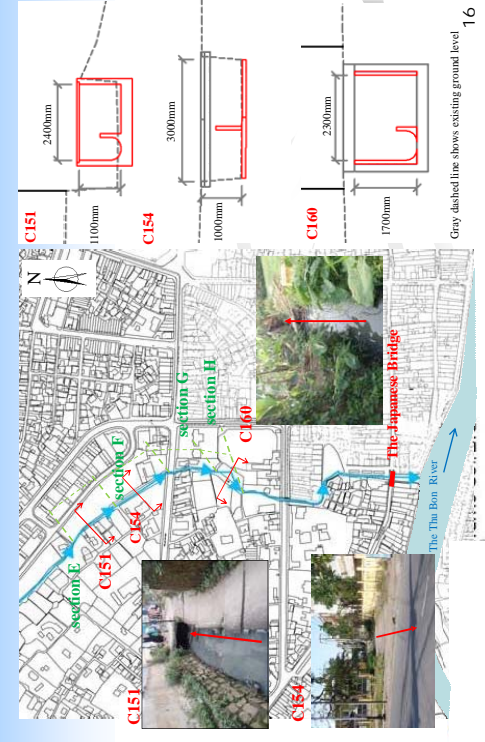 C151
2400mm
1100mm
C154
3000mm
1000mm
C160
2300mm
1700mm
Gray dashed line shows existing ground level
16
N
section E
C151
section F
C154
section G
section H
C160
The Japanese Bridge
The Thu Bon River
C151
C154